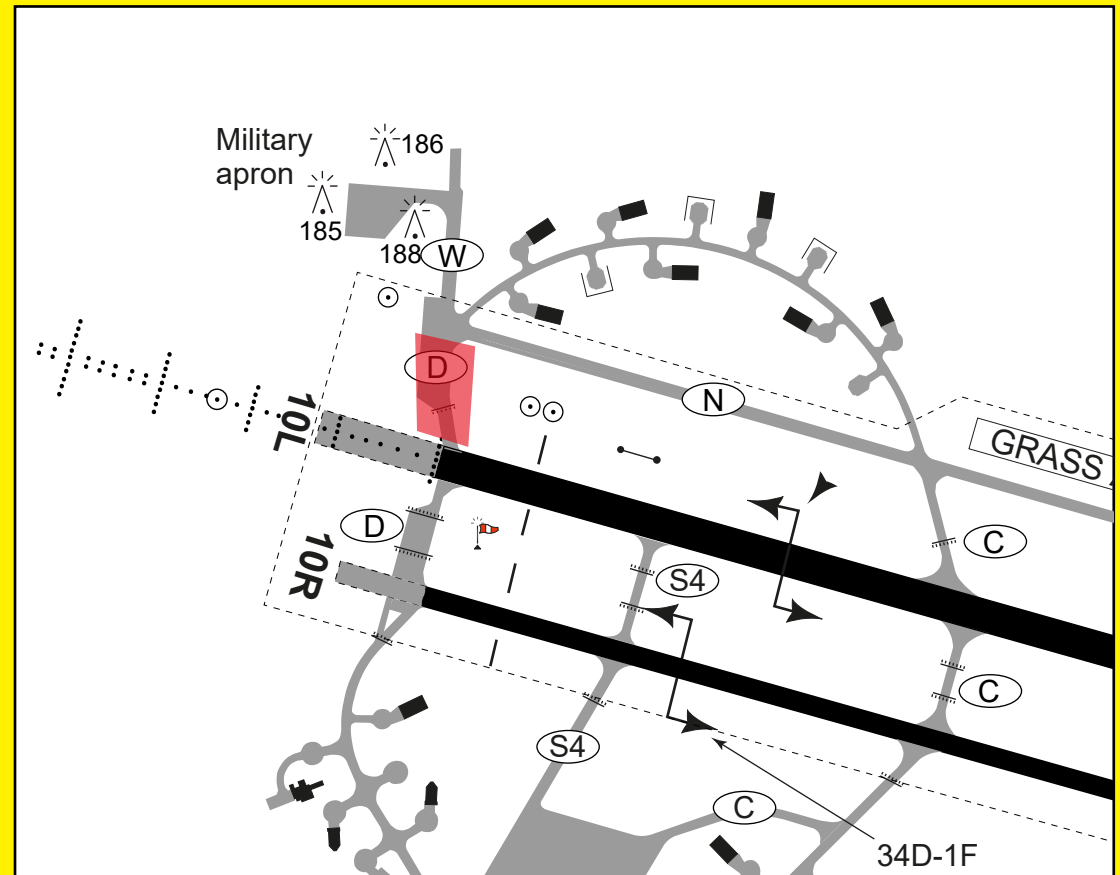 Military
apron
186
185
188
W
D
N
10L
GRASS
D
C
10R
S4
C
S4
C
34D-1F